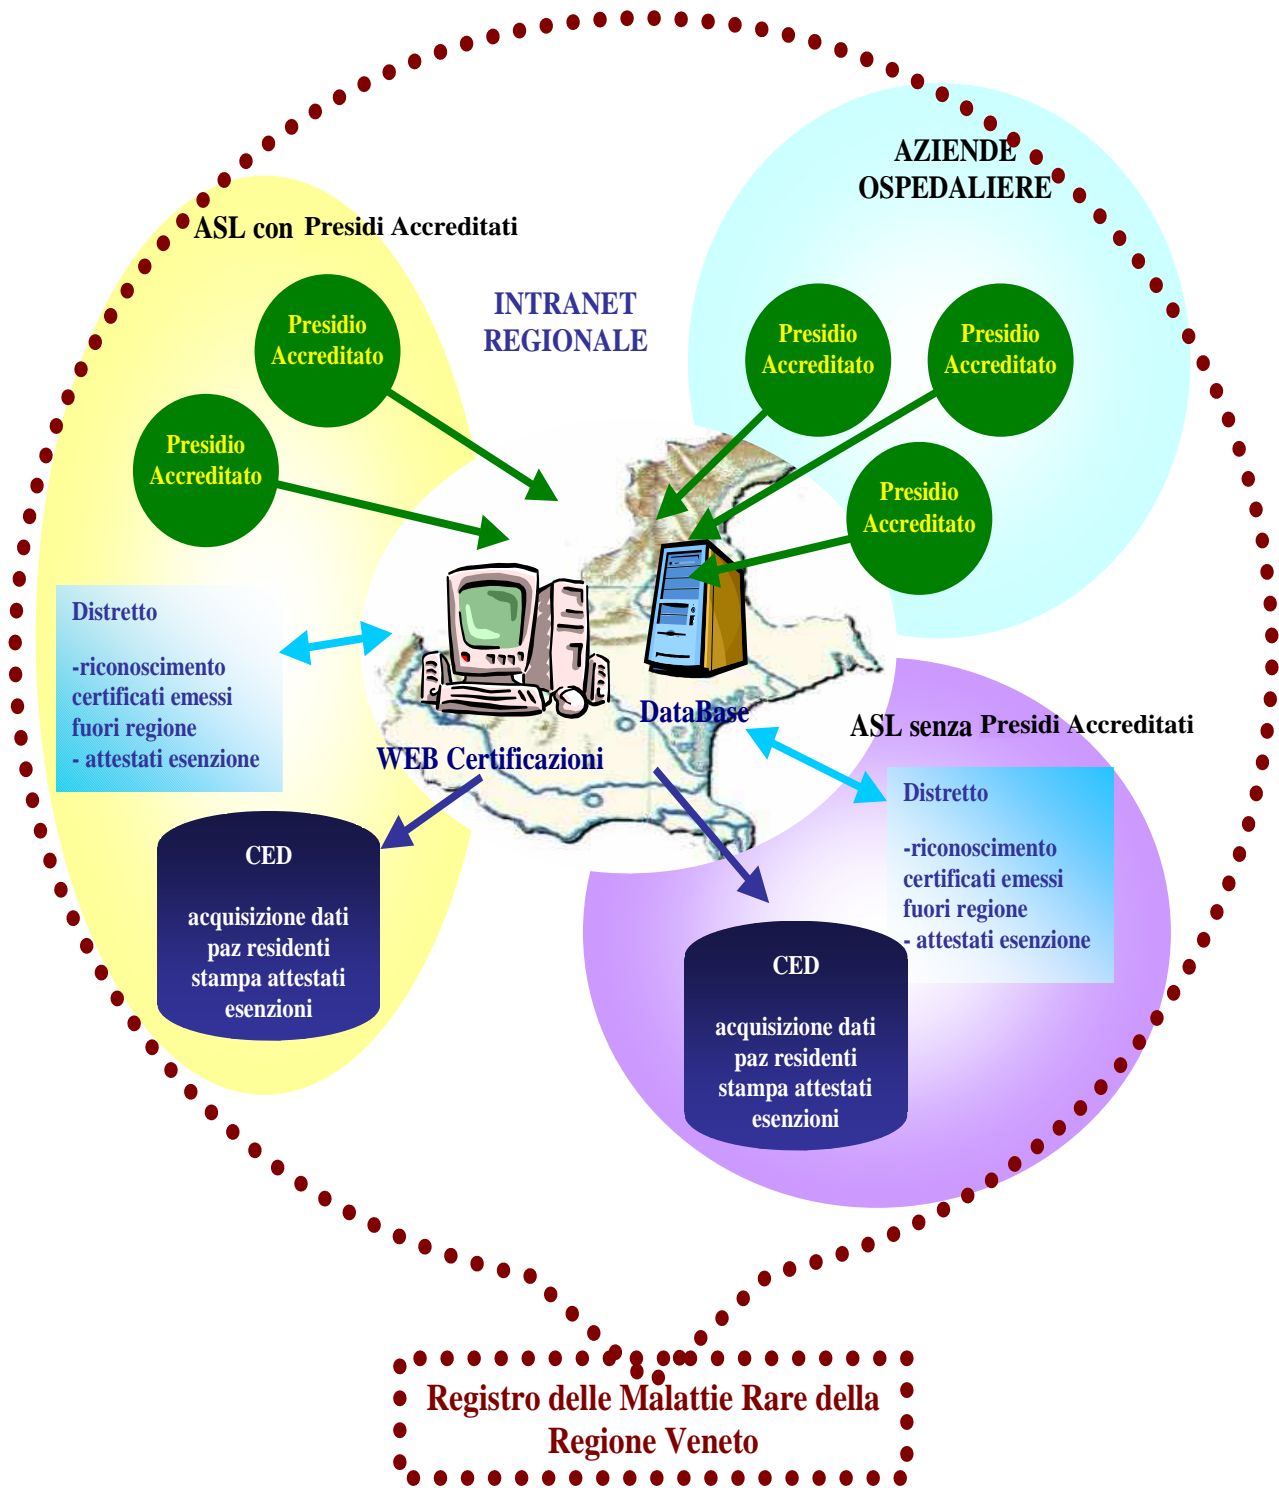 AZIENDE
OSPEDALIERE
ASL con Presidi Accreditati
INTRANET
REGIONALE
Presidio
Accreditato
Presidio
Accreditato
Presidio
Accreditato
Presidio
Accreditato
Presidio
Accreditato
Distretto
-riconoscimento
certificati emessi
fuori regione
- attestati esenzione
DataBase
WEB Certificazioni
ASL senza Presidi Accreditati
Distretto
-riconoscimento
certificati emessi
fuori regione
- attestati esenzione
CED
acquisizione dati
paz residenti
stampa attestati
esenzioni
CED
acquisizione dati
paz residenti
stampa attestati
esenzioni
Registro delle Malattie Rare della
Regione Veneto